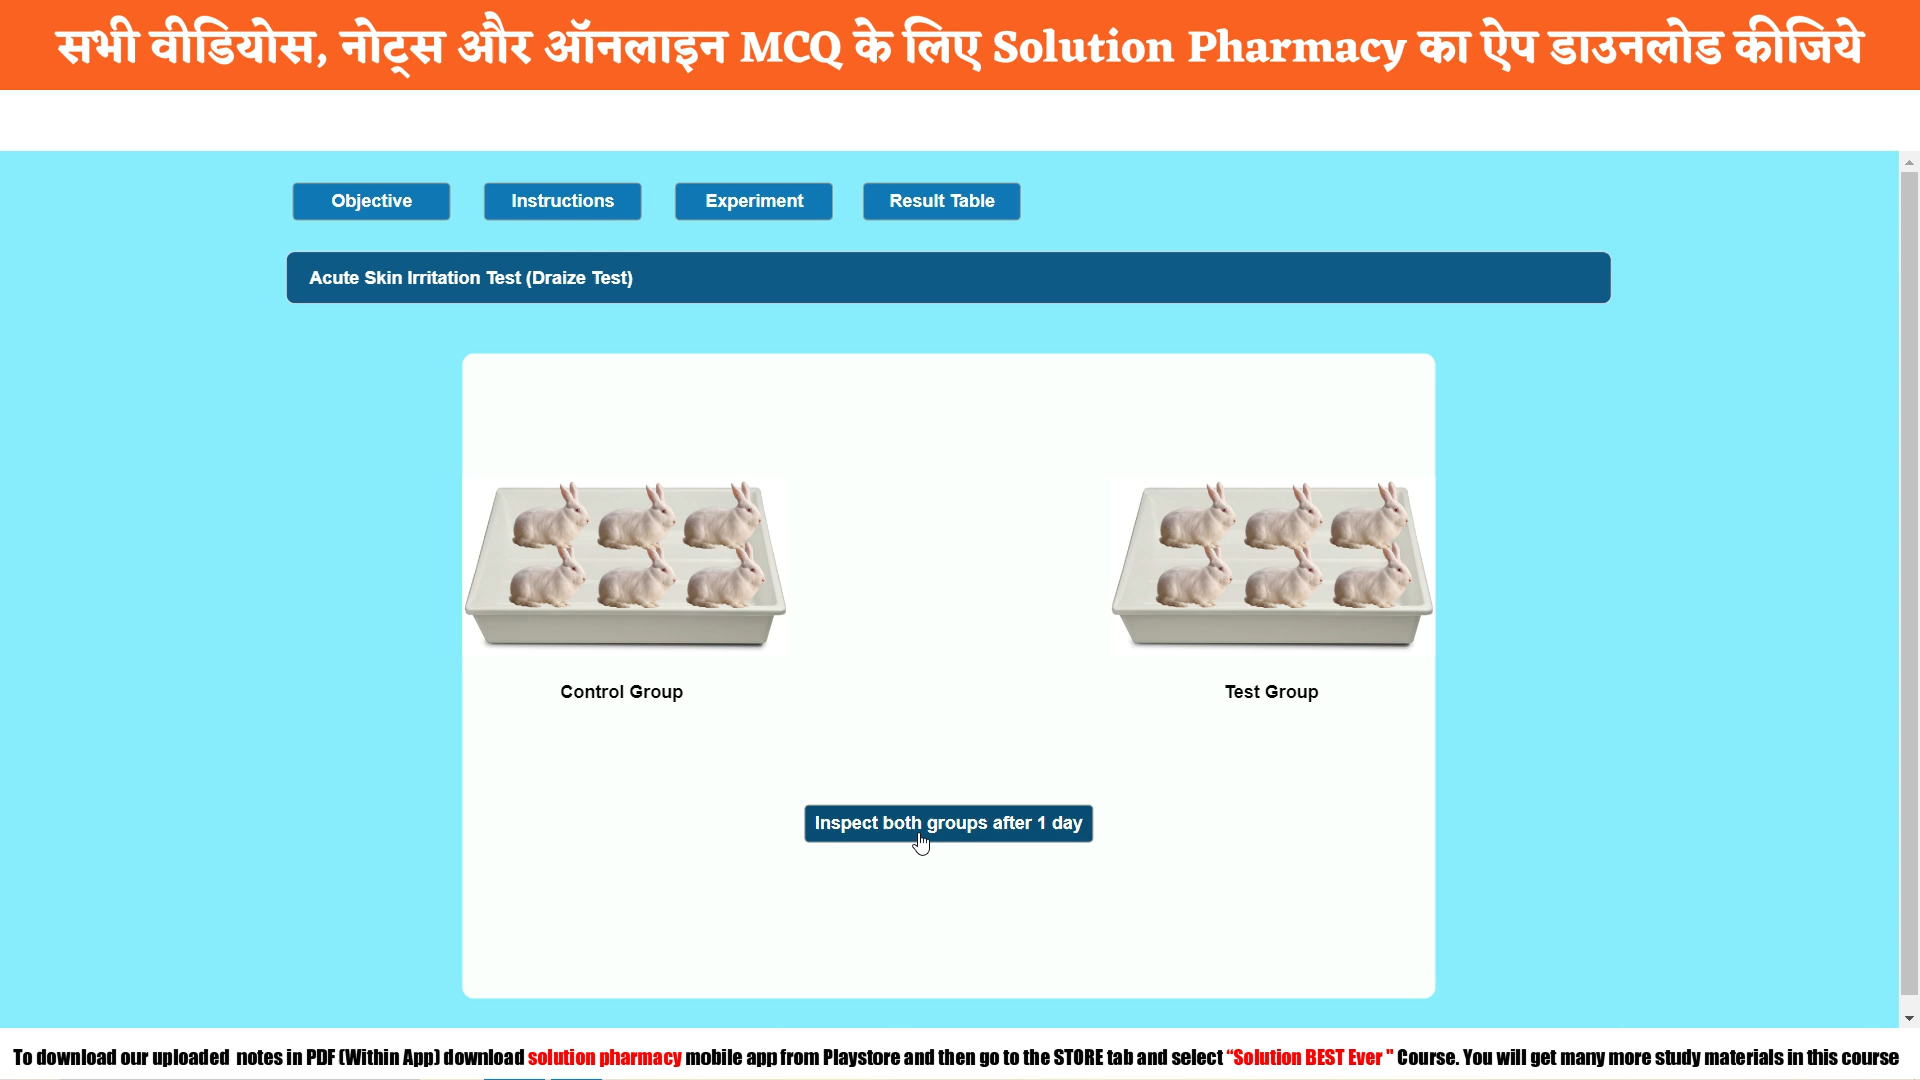 सभी वीडियोस, नोट्स और ऑनलाइन MCQ के लिए Solution Pharmacy का ऐप डाउनलोड कीजिये
Objective
Instructions
Experiment
Result Table
Acute Skin Irritation Test (Draize Test)
Control Group
Test Group
Inspect both groups after 1 day
To download our uploaded notes in PDF (Within App) download solution pharmacy mobile app from Playstore and then go to the STORE tab and select “Solution BEST Ever " Course. You will get many more study materials in this course